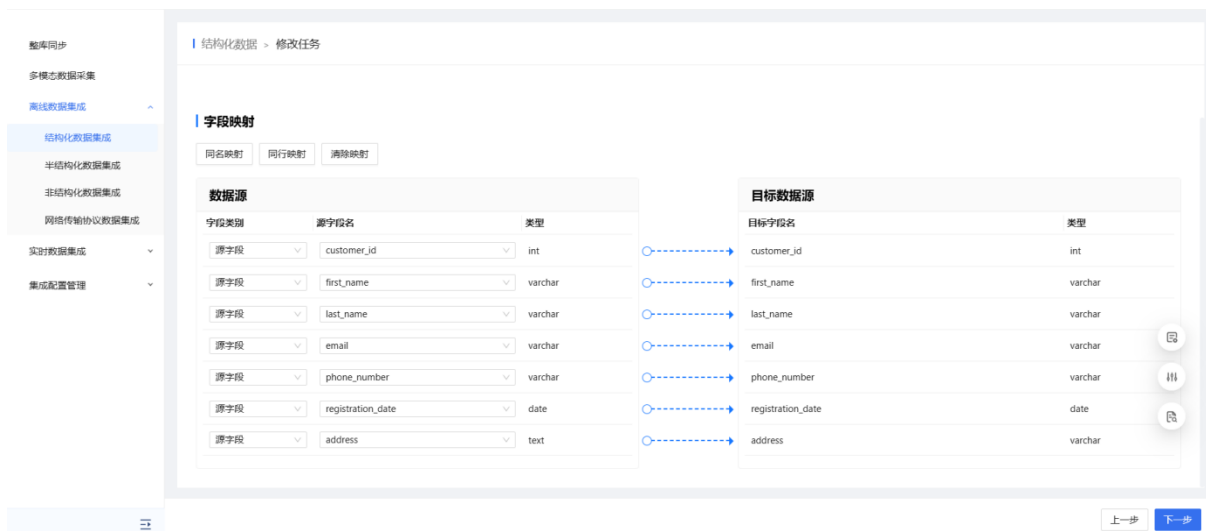 整库同步
多模态数据采集
离线数据集成
结构化数据集成
半结构化数据集成
非结构化数据集成
网络传输协议数据集成
实时数据集成
集成配置管理
结构化数据 > 修改任务
字段映射
同名映射 同行映射 清除映射
数据源 目标数据源
字段类别 源字段名 类型 目标字段名 类型
源字段 customer_id int customer_id int
源字段 first_name varchar first_name varchar
源字段 last_name varchar last_name varchar
源字段 email varchar email varchar
源字段 phone_number varchar phone_number varchar
源字段 registration_date date registration_date date
源字段 address text address varchar
上一步 下一步